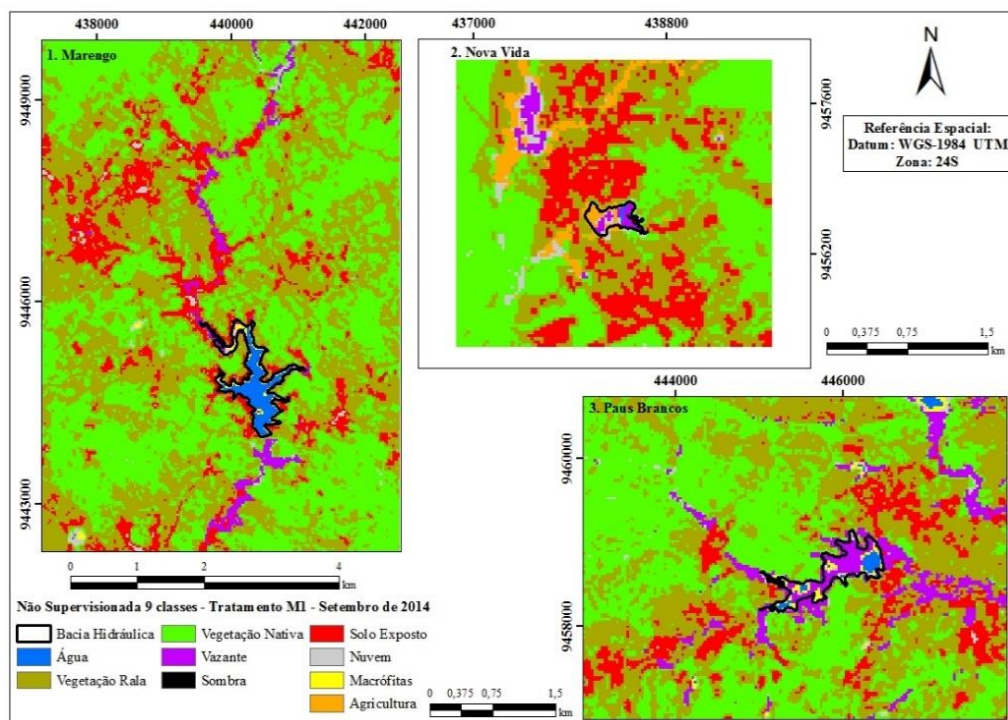 438000 440000 442000
437000 438800
1. Marengo
2. Nova Vida
N
9449000
9457600
Referência Espacial:
Datum: WGS-1984 UTM
Zona: 24S
9456200
9446000
0 0,375 0,75 1,5
km
444000 446000
3. Paus Brancos
9460000
9443000
0 1 2 4
km
9458000
Não Supervisionada 9 classes - Tratamento M1 - Setembro de 2014
Bacia Hidráulica Vegetação Nativa Solo Exposto
Água Vazante Nuvem
Vegetação Rala Sombra Macrófitas
Agricultura
0 0,375 0,75 1,5
km